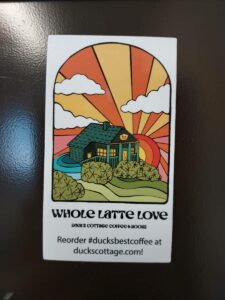 WHOLE LATTE LOVE
DUCK'S COTTAGE COFFEE & BOOKS
Reorder #ducksbestcoffee at
duckscottage.com!